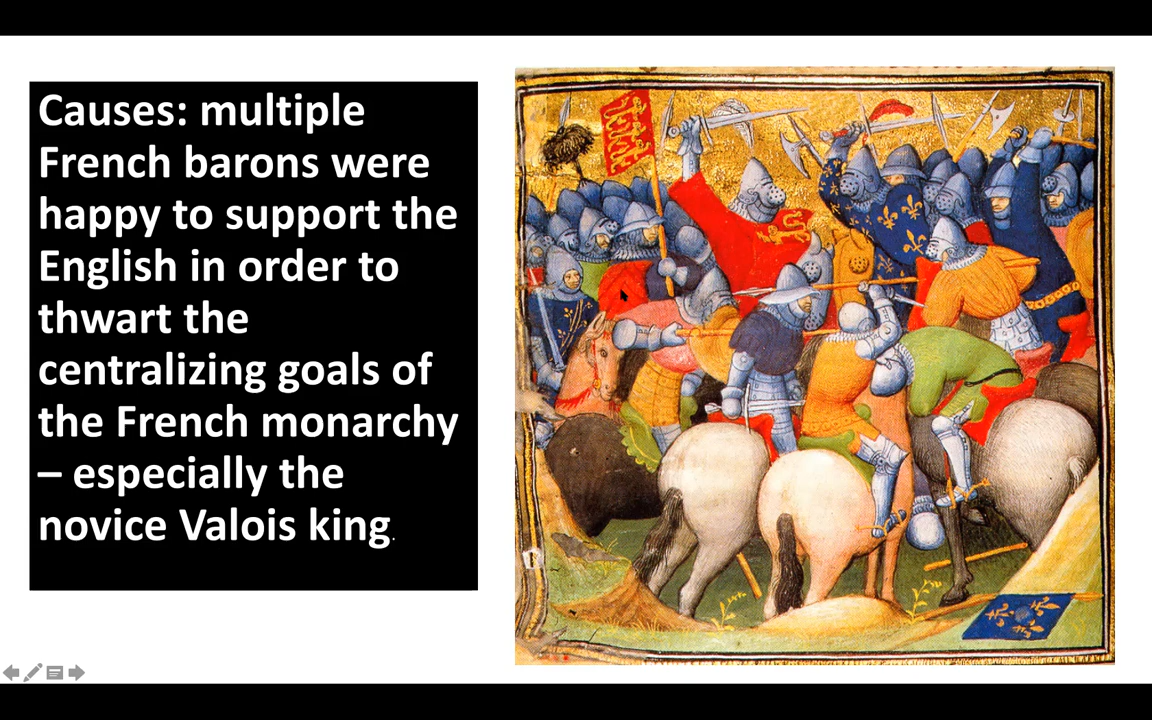 Causes: multiple
French barons were
happy to support the
English in order to
thwart the
centralizing goals of
the French monarchy
– especially the
novice Valois king.